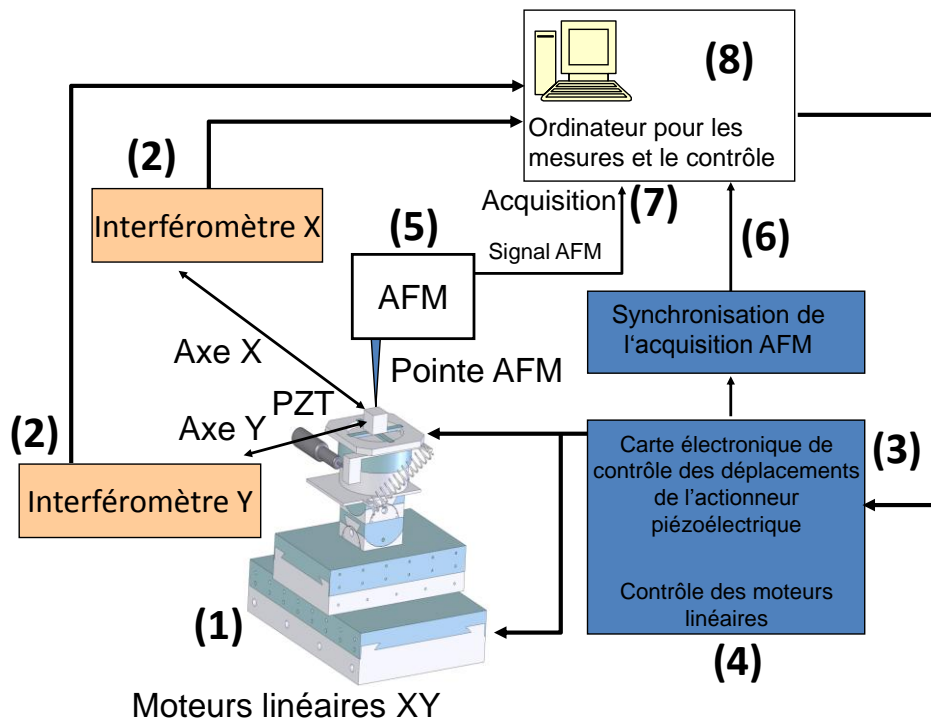 (8)
Ordinateur pour les
mesures et le contrôle
(2)
Interféromètre X
Acquisition
(7)
(5)
Signal AFM
(6)
AFM
Synchronisation de
l‘acquisition AFM
Axe X
Pointe AFM
PZT
Axe Y
(2)
Interféromètre Y
Carte électronique de
contrôle des déplacements
de l’actionneur
piézoélectrique
(3)
Contrôle des moteurs
linéaires
(1)
(4)
Moteurs linéaires XY